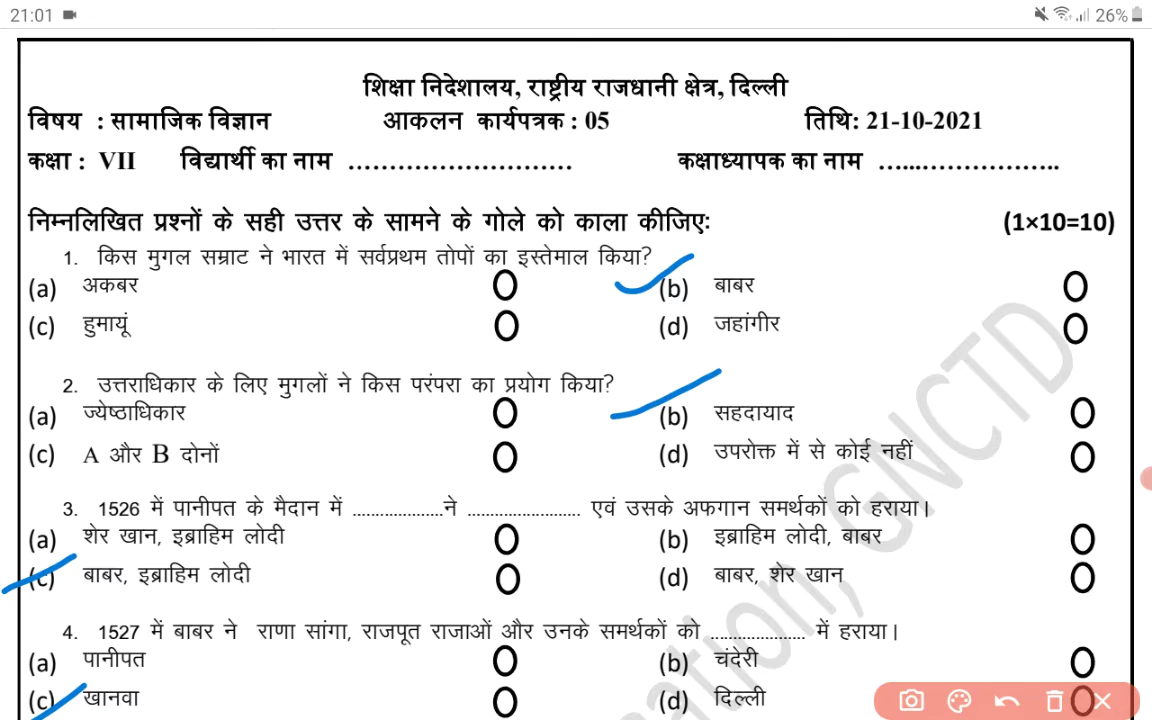 21:01 26%
शिक्षा निदेशालय, राष्ट्रीय राजधानी क्षेत्र, दिल्ली
विषय : सामाजिक विज्ञान आकलन कार्यपत्रक : 05 तिथि: 21-10-2021
कक्षा : VII विद्यार्थी का नाम ........................... कक्षाध्यापक का नाम ......................
निम्नलिखित प्रश्नों के सही उत्तर के सामने के गोले को काला कीजिए: (1×10=10)
1. किस मुगल सम्राट ने भारत में सर्वप्रथम तोपों का इस्तेमाल किया?
(a) अकबर (b) बाबर
(c) हुमायूं (d) जहांगीर
2. उत्तराधिकार के लिए मुगलों ने किस परंपरा का प्रयोग किया?
(a) ज्येष्ठाधिकार (b) सहदायाद
(c) A और B दोनों (d) उपरोक्त में से कोई नहीं
3. 1526 में पानीपत के मैदान में ....................ने ......................... एवं उसके अफगान समर्थकों को हराया।
(a) शेर खान, इब्राहिम लोदी (b) इब्राहिम लोदी, बाबर
(c) बाबर, इब्राहिम लोदी (d) बाबर, शेर खान
4. 1527 में बाबर ने राणा सांगा, राजपूत राजाओं और उनके समर्थकों को ..................... में हराया।
(a) पानीपत (b) चंदेरी
(c) खानवा (d) दिल्ली
ation, GNCTD